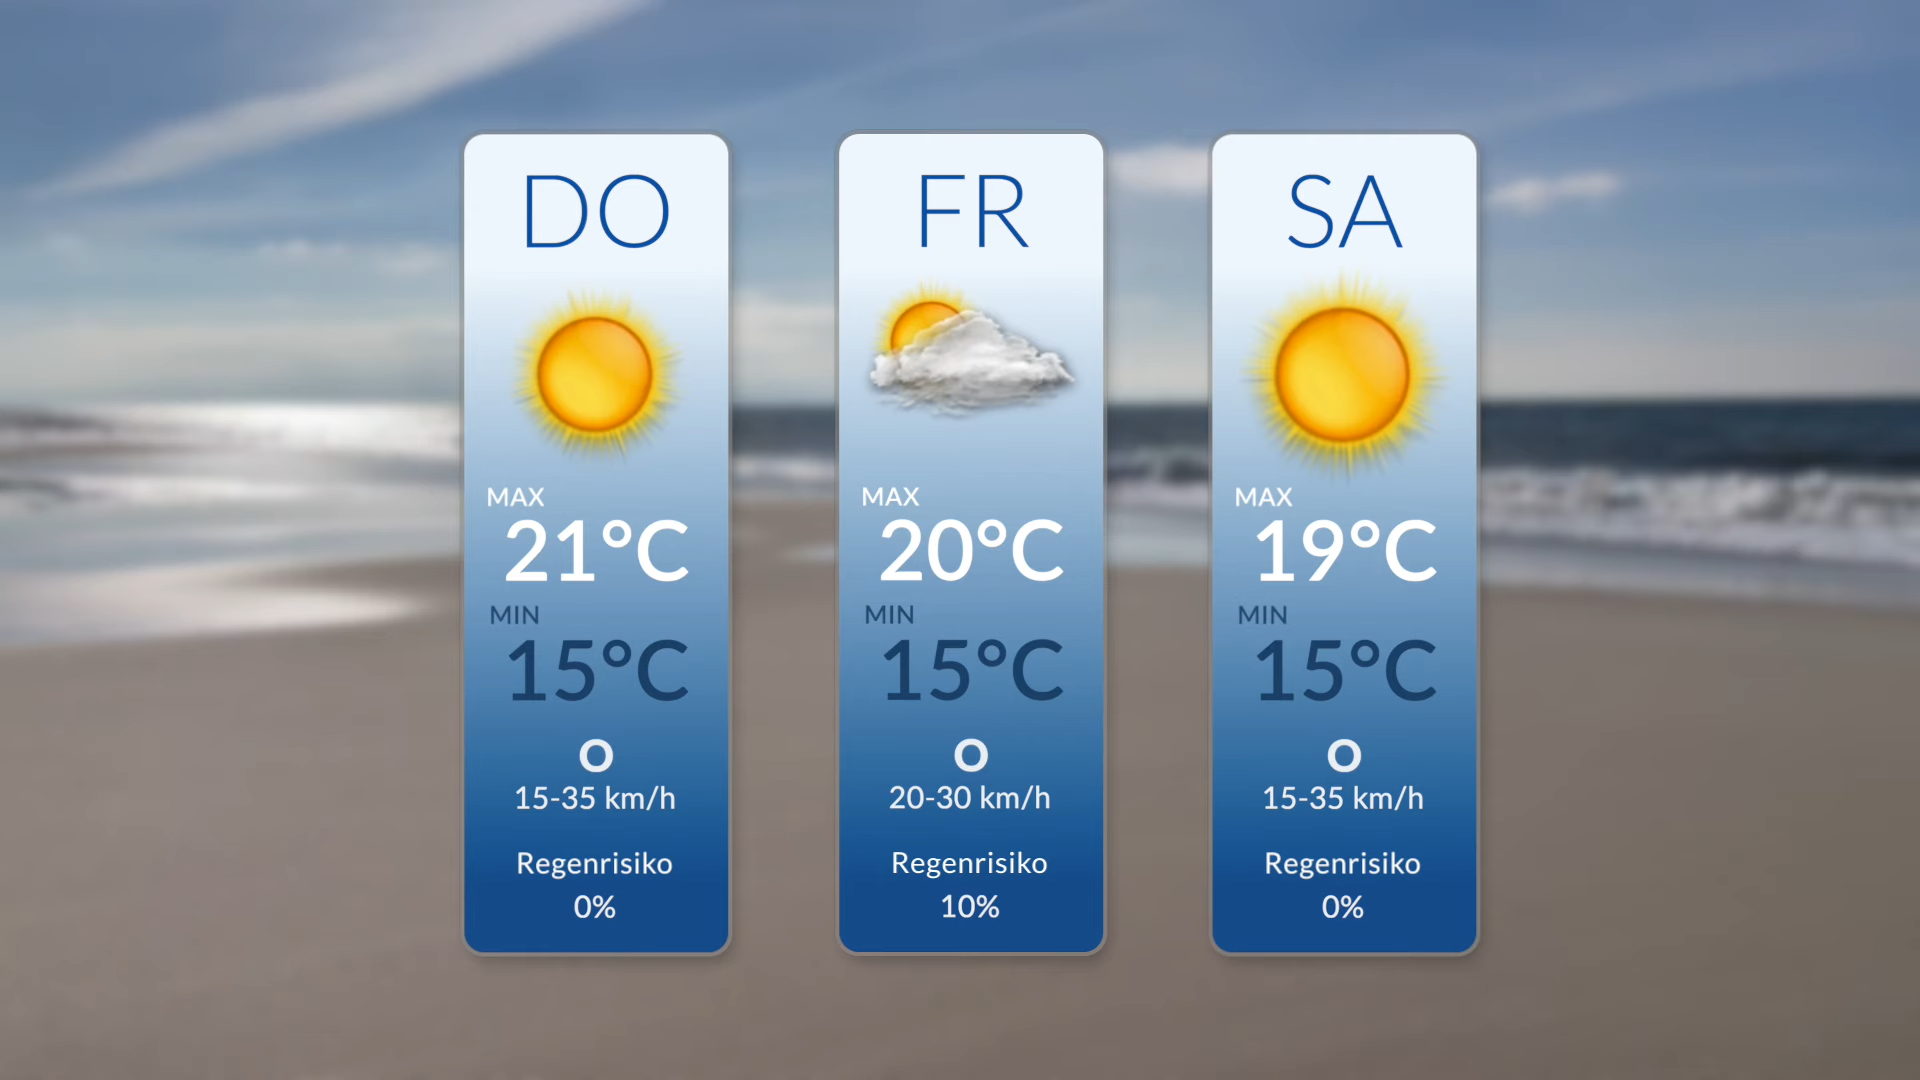 DO
MAX
21°C
MIN
15°C
O
15-35 km/h
Regenrisiko
0%
FR
MAX
20°C
MIN
15°C
O
20-30 km/h
Regenrisiko
10%
SA
MAX
19°C
MIN
15°C
O
15-35 km/h
Regenrisiko
0%